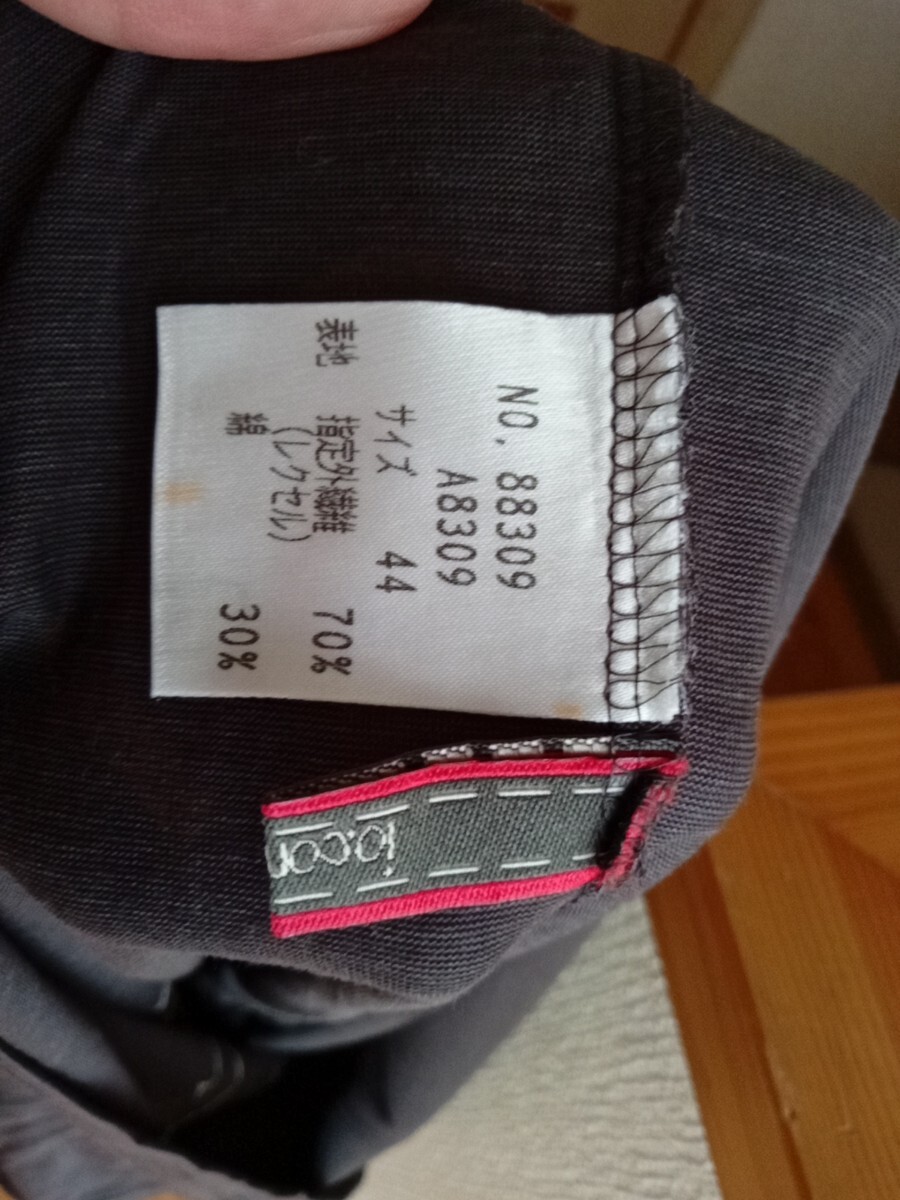 NO. 88309
A8309
サイズ 44
表地 指定外繊維 70%
(レクセル)
綿 30%